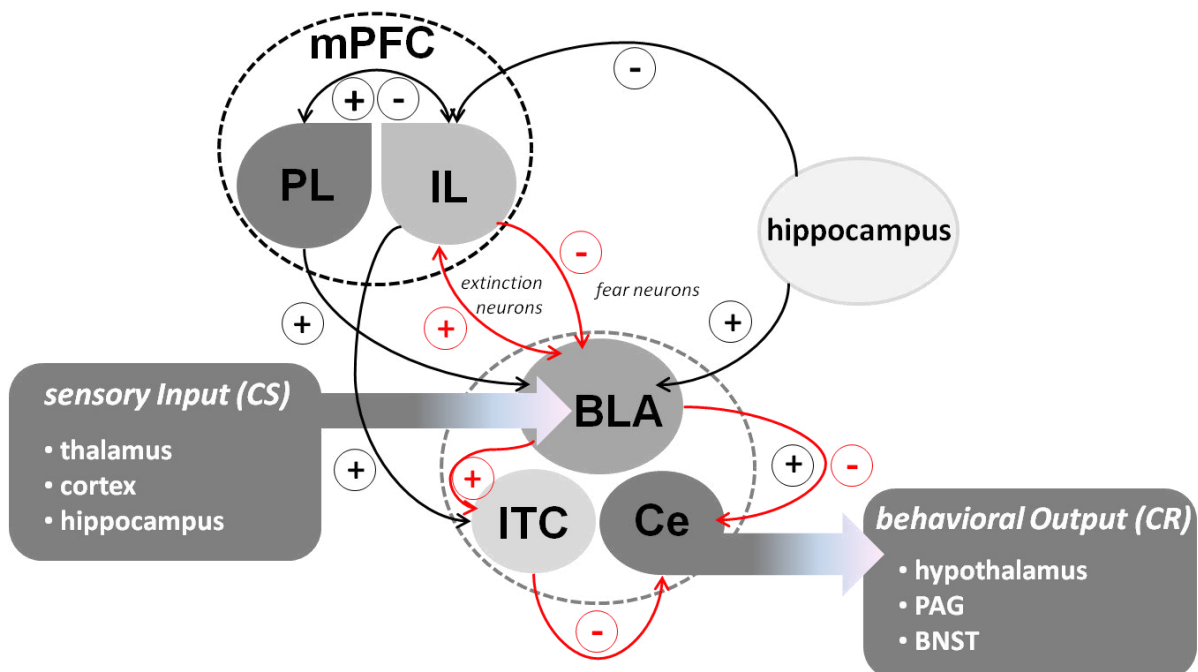 mPFC
+ -
-
PL
IL
hippocampus
extinction
neurons
fear neurons
-
+
+
+
sensory Input (CS)
• thalamus
• cortex
• hippocampus
BLA
+
+
+ -
ITC
Ce
-
behavioral Output (CR)
• hypothalamus
• PAG
• BNST